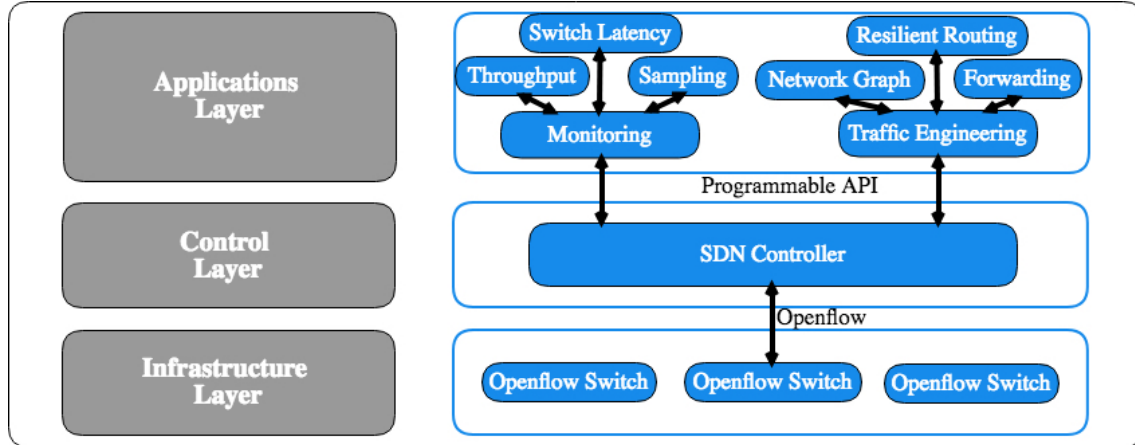 Applications
Layer
Switch Latency
Throughput
Sampling
Monitoring
Resilient Routing
Network Graph
Forwarding
Traffic Engineering
Programmable API
Control
Layer
SDN Controller
Openflow
Infrastructure
Layer
Openflow Switch
Openflow Switch
Openflow Switch